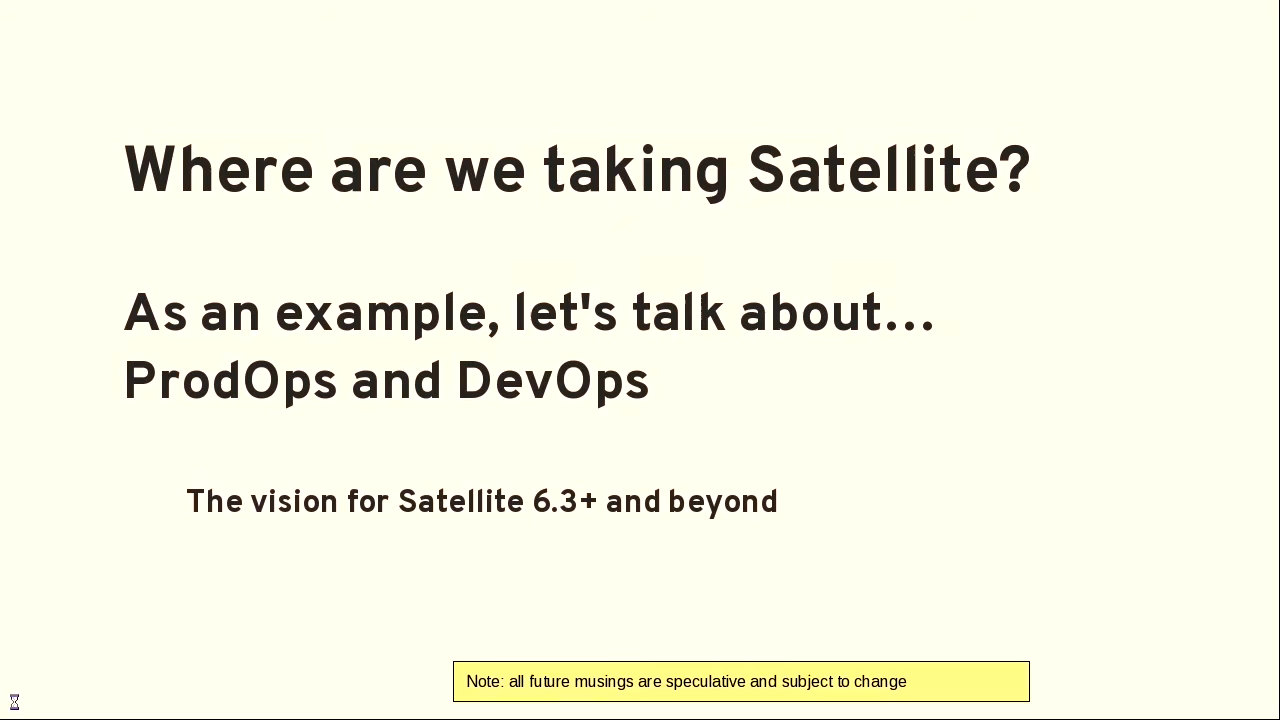 Where are we taking Satellite?
As an example, let's talk about…
ProdOps and DevOps
The vision for Satellite 6.3+ and beyond
Note: all future musings are speculative and subject to change